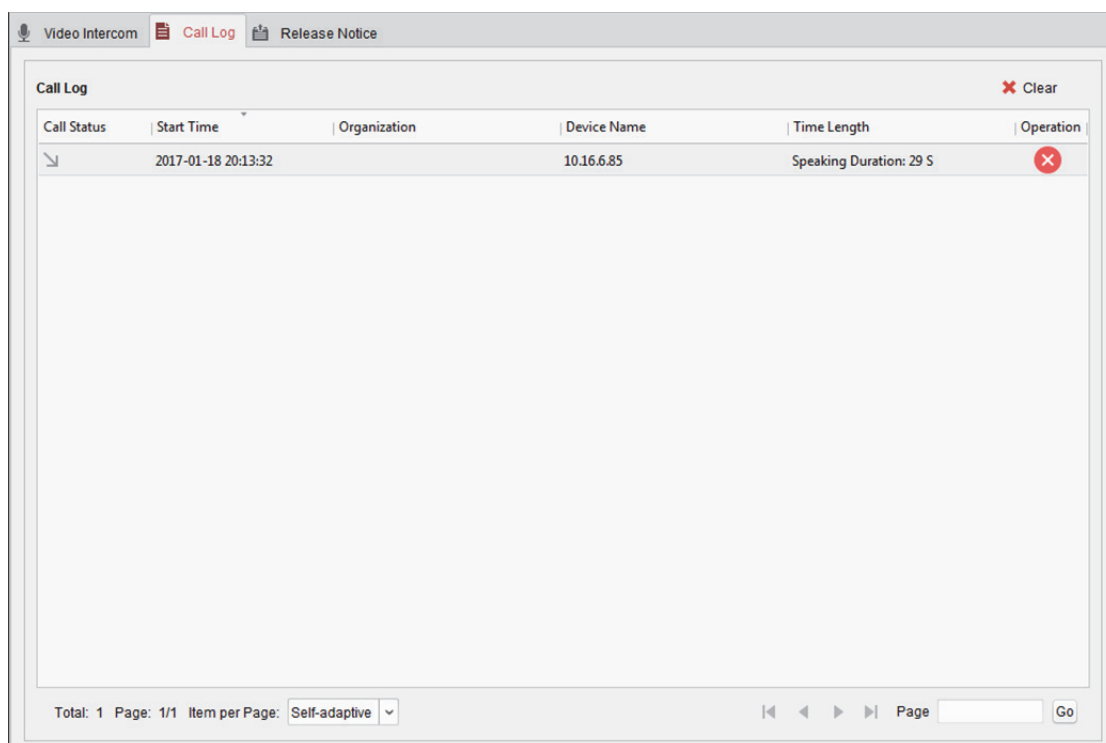 Video Intercom Call Log Release Notice
Call Log Clear
Call Status Start Time Organization Device Name Time Length Operation
2017-01-18 20:13:32 10.16.6.85 Speaking Duration: 29 S
Total: 1 Page: 1/1 Item per Page: Self-adaptive Page Go